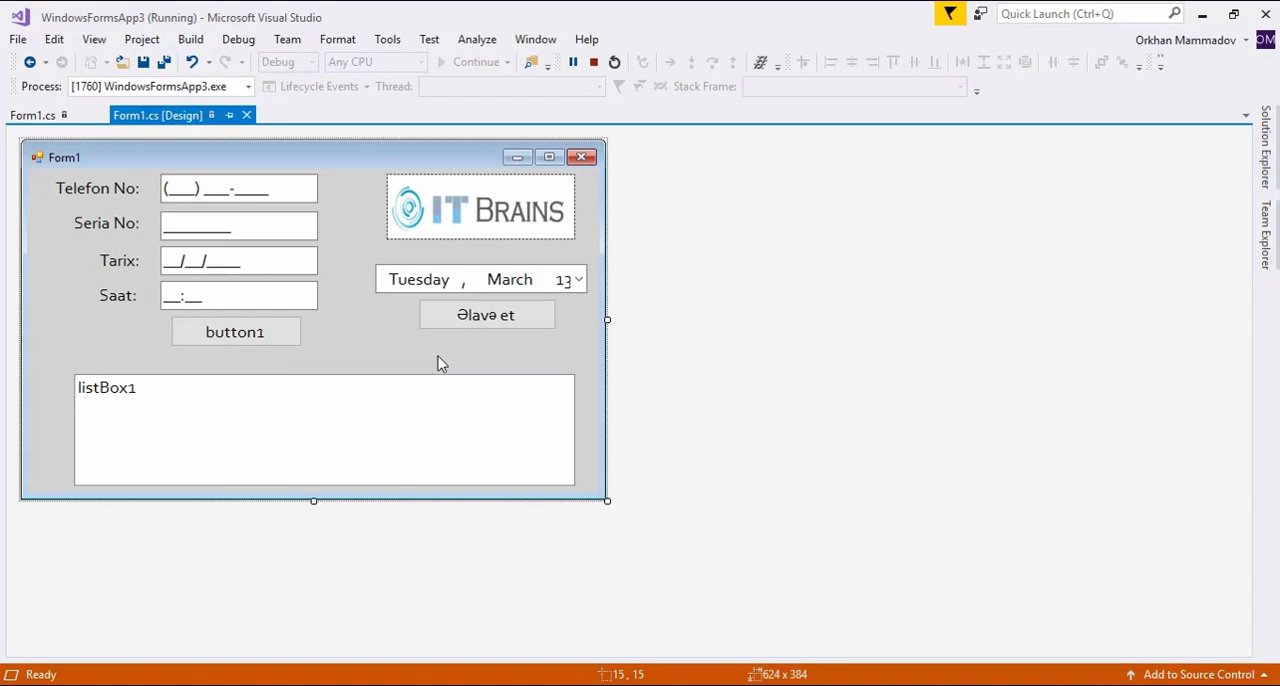 WindowsFormsApp3 (Running) - Microsoft Visual Studio
Quick Launch (Ctrl+Q)
File Edit View Project Build Debug Team Format Tools Test Analyze Window Help
Orkhan Mammadov OM
Debug Any CPU Continue
Process: [1760] WindowsFormsApp3.exe Lifecycle Events Thread: Stack Frame:
Form1.cs Form1.cs [Design]
Form1
Telefon No: (___) ___-____
IT BRAINS
Seria No: _________
Tarix: __/__/____
Tuesday , March 13
Saat: __:__
Əlavə et
button1
listBox1
Solution Explorer
Team Explorer
Ready 15, 15 624 x 384 Add to Source Control